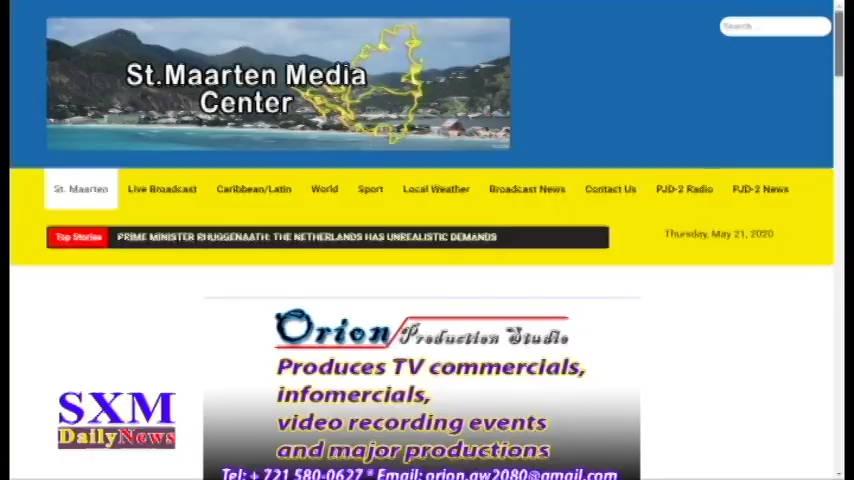 Search ...
St.Maarten Media
Center
St. Maarten
Live Broadcast
Caribbean/Latin
World
Sport
Local Weather
Broadcast News
Contact Us
PJD-2 Radio
PJD-2 News
Top Stories
PRIME MINISTER RHUGGENAATH: THE NETHERLANDS HAS UNREALISTIC DEMANDS
Thursday, May 21, 2020
Orion Production Studio
Produces TV commercials,
infomercials,
video recording events
and major productions
Tel: + 721 580-0627 * Email: orion.gw2080@gmail.com
SXM
DailyNews